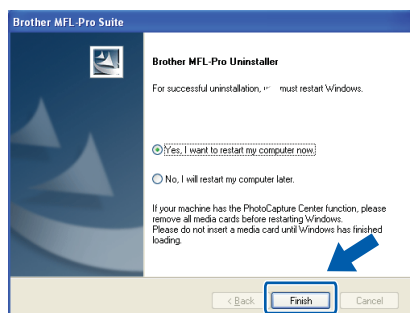 Brother MFL-Pro Suite
Brother MFL-Pro Uninstaller
For successful uninstallation, must restart Windows.
Yes, I want to restart my computer now.
No, I will restart my computer later.
If your machine has the PhotoCapture Center function, please
remove all media cards before restarting Windows.
Please do not insert a media card until Windows has finished
loading.
< Back
Finish
Cancel